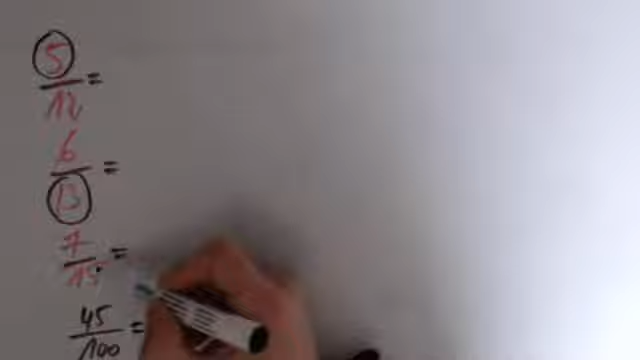 5/12 =
6/13 =
7/15 =
45/100 =